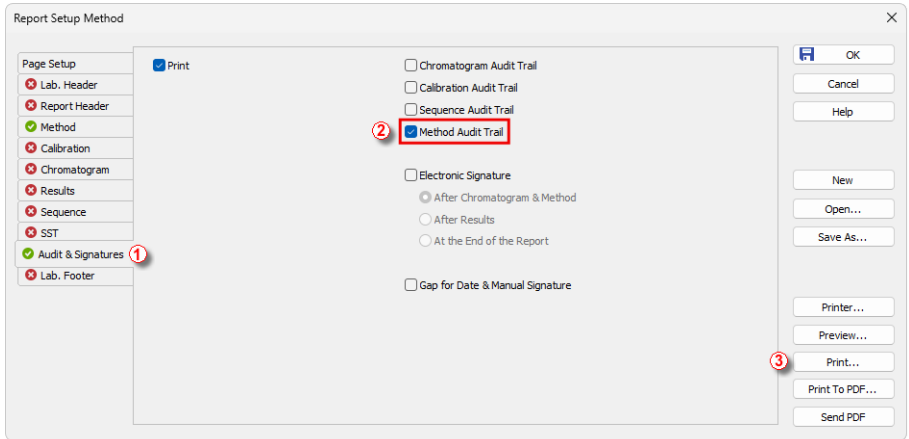 Report Setup Method
Page Setup
Lab. Header
Report Header
Method
Calibration
Chromatogram
Results
Sequence
SST
Audit & Signatures
Lab. Footer
1
Print
Chromatogram Audit Trail
Calibration Audit Trail
Sequence Audit Trail
2
Method Audit Trail
Electronic Signature
After Chromatogram & Method
After Results
At the End of the Report
Gap for Date & Manual Signature
OK
Cancel
Help
New
Open...
Save As...
Printer...
Preview...
3
Print...
Print To PDF...
Send PDF